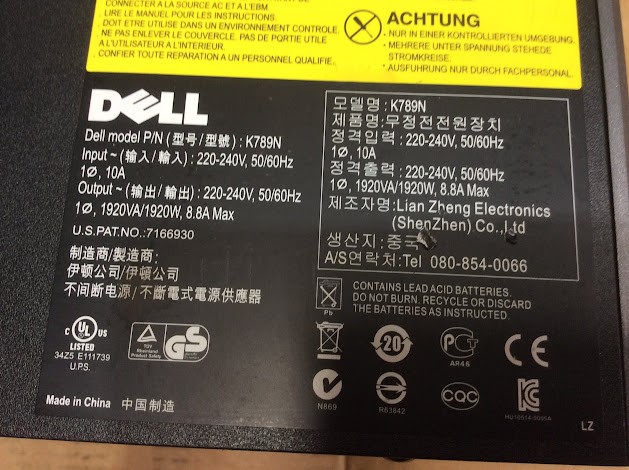 CONNECTER A LA SOURCE AC ET A L'EBM.
LIRE LE MANUEL POUR LES INSTRUCTIONS.
DOIT ETRE UTILISE DANS UN ENVIRONNEMENT CONTROLE.
NE PAS ENLEVER LE COUVERCLE. PAS DE PQRTIE UTILE
A L'UTILISATEUR A L'INTERIEUR.
CONFIER TOUTE REPARATION A UN PERSONNEL QUALIFIE.
ACHTUNG
· NUR IN EINER KONTROLLIERTEN UMGEBUNG
· MEHRERE UNTER SPANNUNG STEHEDE
STROMKREISE.
· AUSFUHRUNG NUR DURCH FACHPERSONAL
DELL
Dell model P/N (型号/型號) : K789N
Input ~ (输入/輸入) : 220-240V, 50/60Hz
1Ø, 10A
Output ~ (输出/輸出) : 220-240V, 50/60Hz
1Ø, 1920VA/1920W, 8.8A Max
U.S.PAT.NO.:7166930
制造商/製造商:
伊顿公司/伊頓公司
不间断电源/不斷電式電源供應器
모델명 : K789N
제품명: 무정전전원장치
정격입력 : 220-240V, 50/60Hz
1Ø, 10A
정격출력 : 220-240V, 50/60Hz
1Ø, 1920VA/1920W, 8.8A Max
제조자명:Lian Zheng Electronics
(ShenZhen) Co.,Ltd
생산지: 중국
A/S연락처:Tel 080-854-0066
Pb
CONTAINS LEAD ACID BATTERIES.
DO NOT BURN. RECYCLE OR DISCARD
THE BATTERIES AS INSTRUCTED.
C UL US
LISTED
34Z5 E111739
U.P.S.
TÜV
Rheinland
Product Safety
GS
20
PCT
AR46
CE
N869
R63842
CQC
Made in China 中国制造
LZ